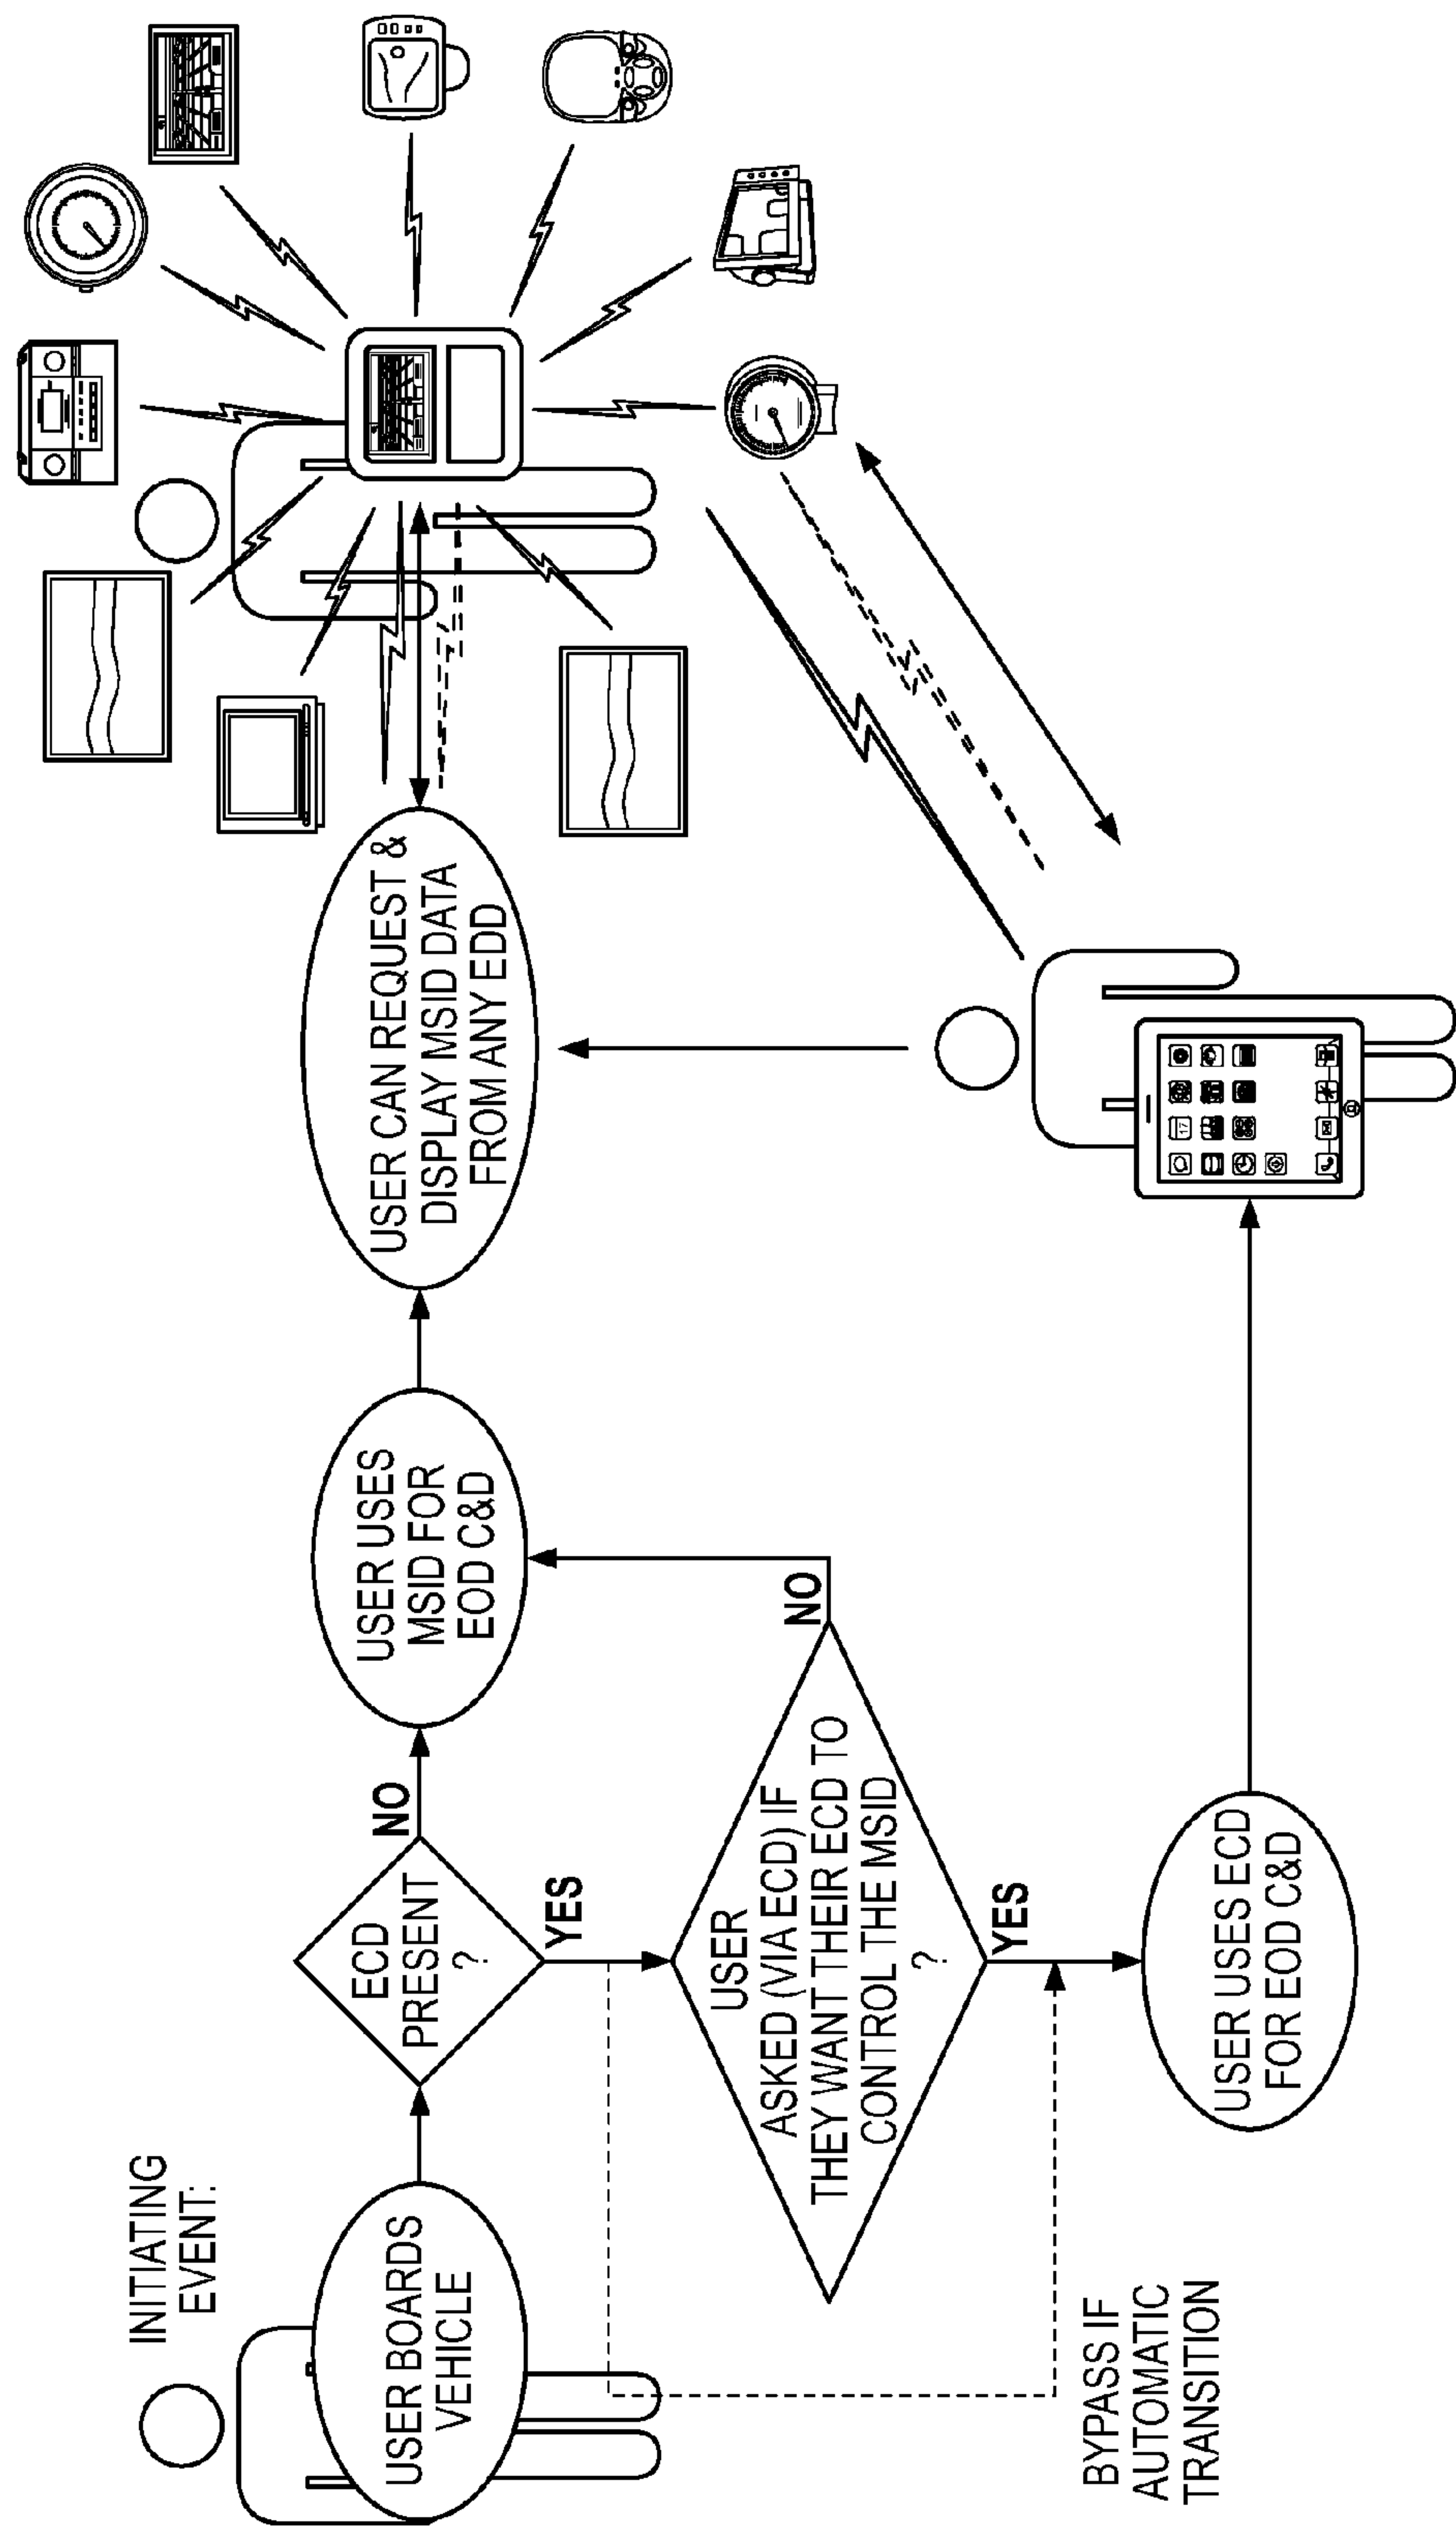 INITIATING
EVENT:
USER BOARDS
VEHICLE
ECD
PRESENT
?
NO
YES
USER USES
MSID FOR
EOD C&D
USER CAN REQUEST &
DISPLAY MSID DATA
FROM ANY EDD
USER
ASKED (VIA ECD) IF
THEY WANT THEIR ECD TO
CONTROL THE MSID
?
NO
YES
BYPASS IF
AUTOMATIC
TRANSITION
USER USES ECD
FOR EOD C&D
17